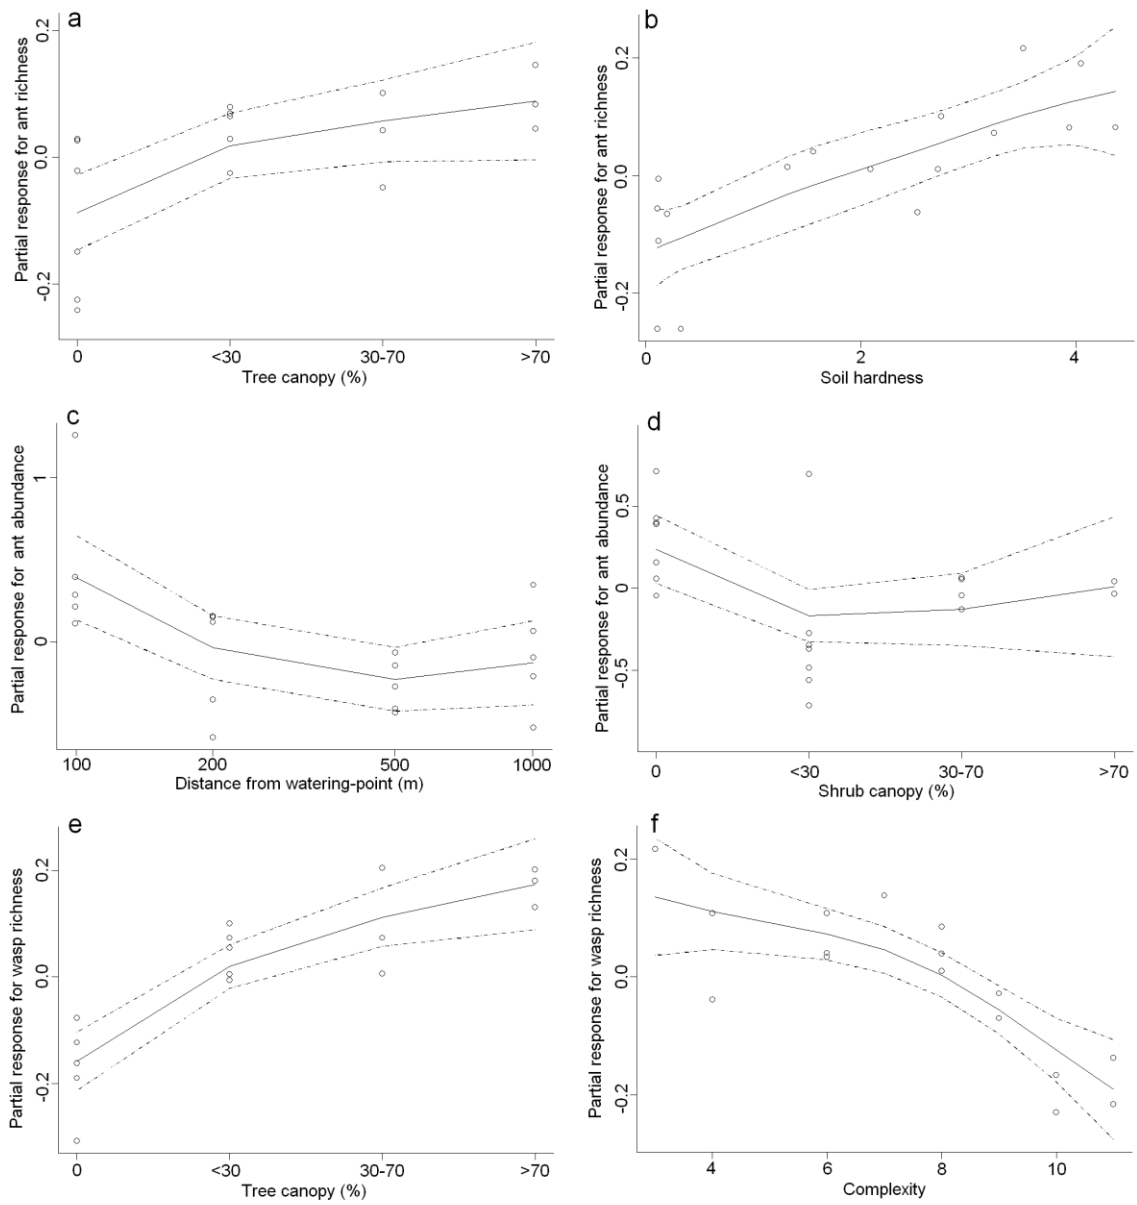 a
Partial response for ant richness
0.2
0.0
-0.2
0
<30
30-70
>70
Tree canopy (%)
b
Partial response for ant richness
0.2
0.0
-0.2
0
2
4
Soil hardness
c
Partial response for ant abundance
1
0
100
200
500
1000
Distance from watering-point (m)
d
Partial response for ant abundance
0.5
0
-0.5
0
<30
30-70
>70
Shrub canopy (%)
e
Partial response for wasp richness
0.2
0.0
-0.2
0
<30
30-70
>70
Tree canopy (%)
f
Partial response for wasp richness
0.2
0.0
-0.2
4
6
8
10
Complexity